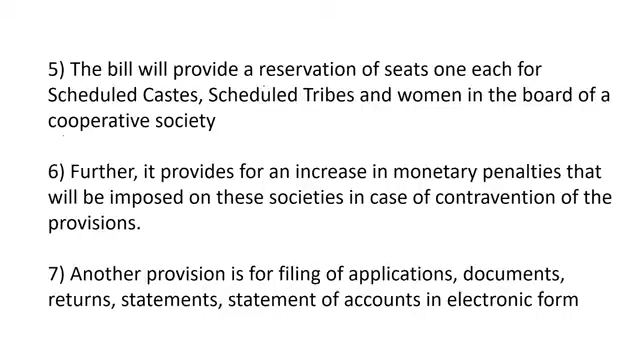 5) The bill will provide a reservation of seats one each for
Scheduled Castes, Scheduled Tribes and women in the board of a
cooperative society
6) Further, it provides for an increase in monetary penalties that
will be imposed on these societies in case of contravention of the
provisions.
7) Another provision is for filing of applications, documents,
returns, statements, statement of accounts in electronic form